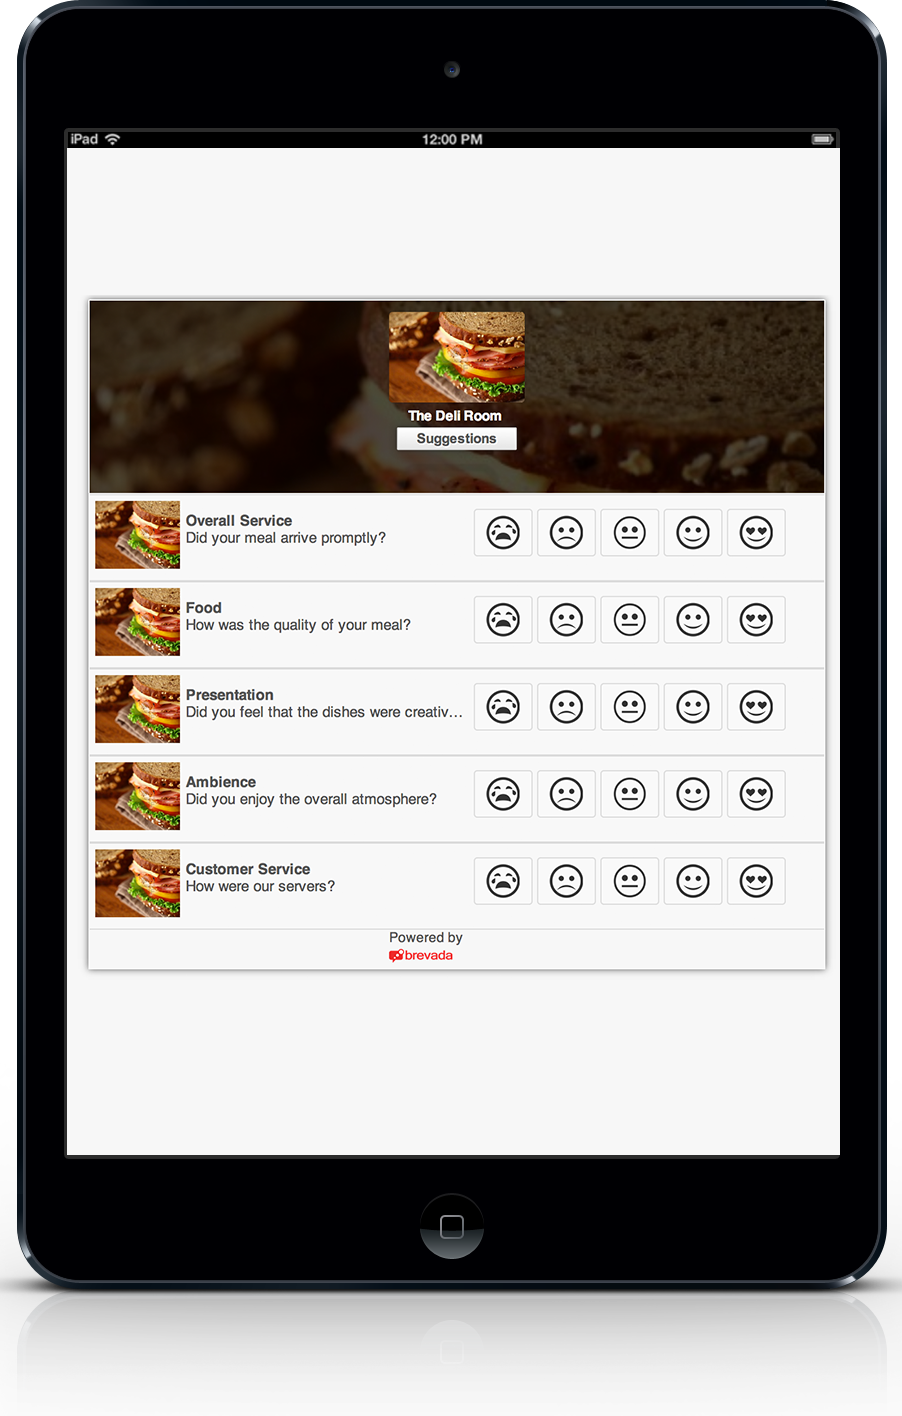 iPad 12:00 PM
The Deli Room
Suggestions
Overall Service
Did your meal arrive promptly?
Food
How was the quality of your meal?
Presentation
Did you feel that the dishes were creativ...
Ambience
Did you enjoy the overall atmosphere?
Customer Service
How were our servers?
Powered by
brevada